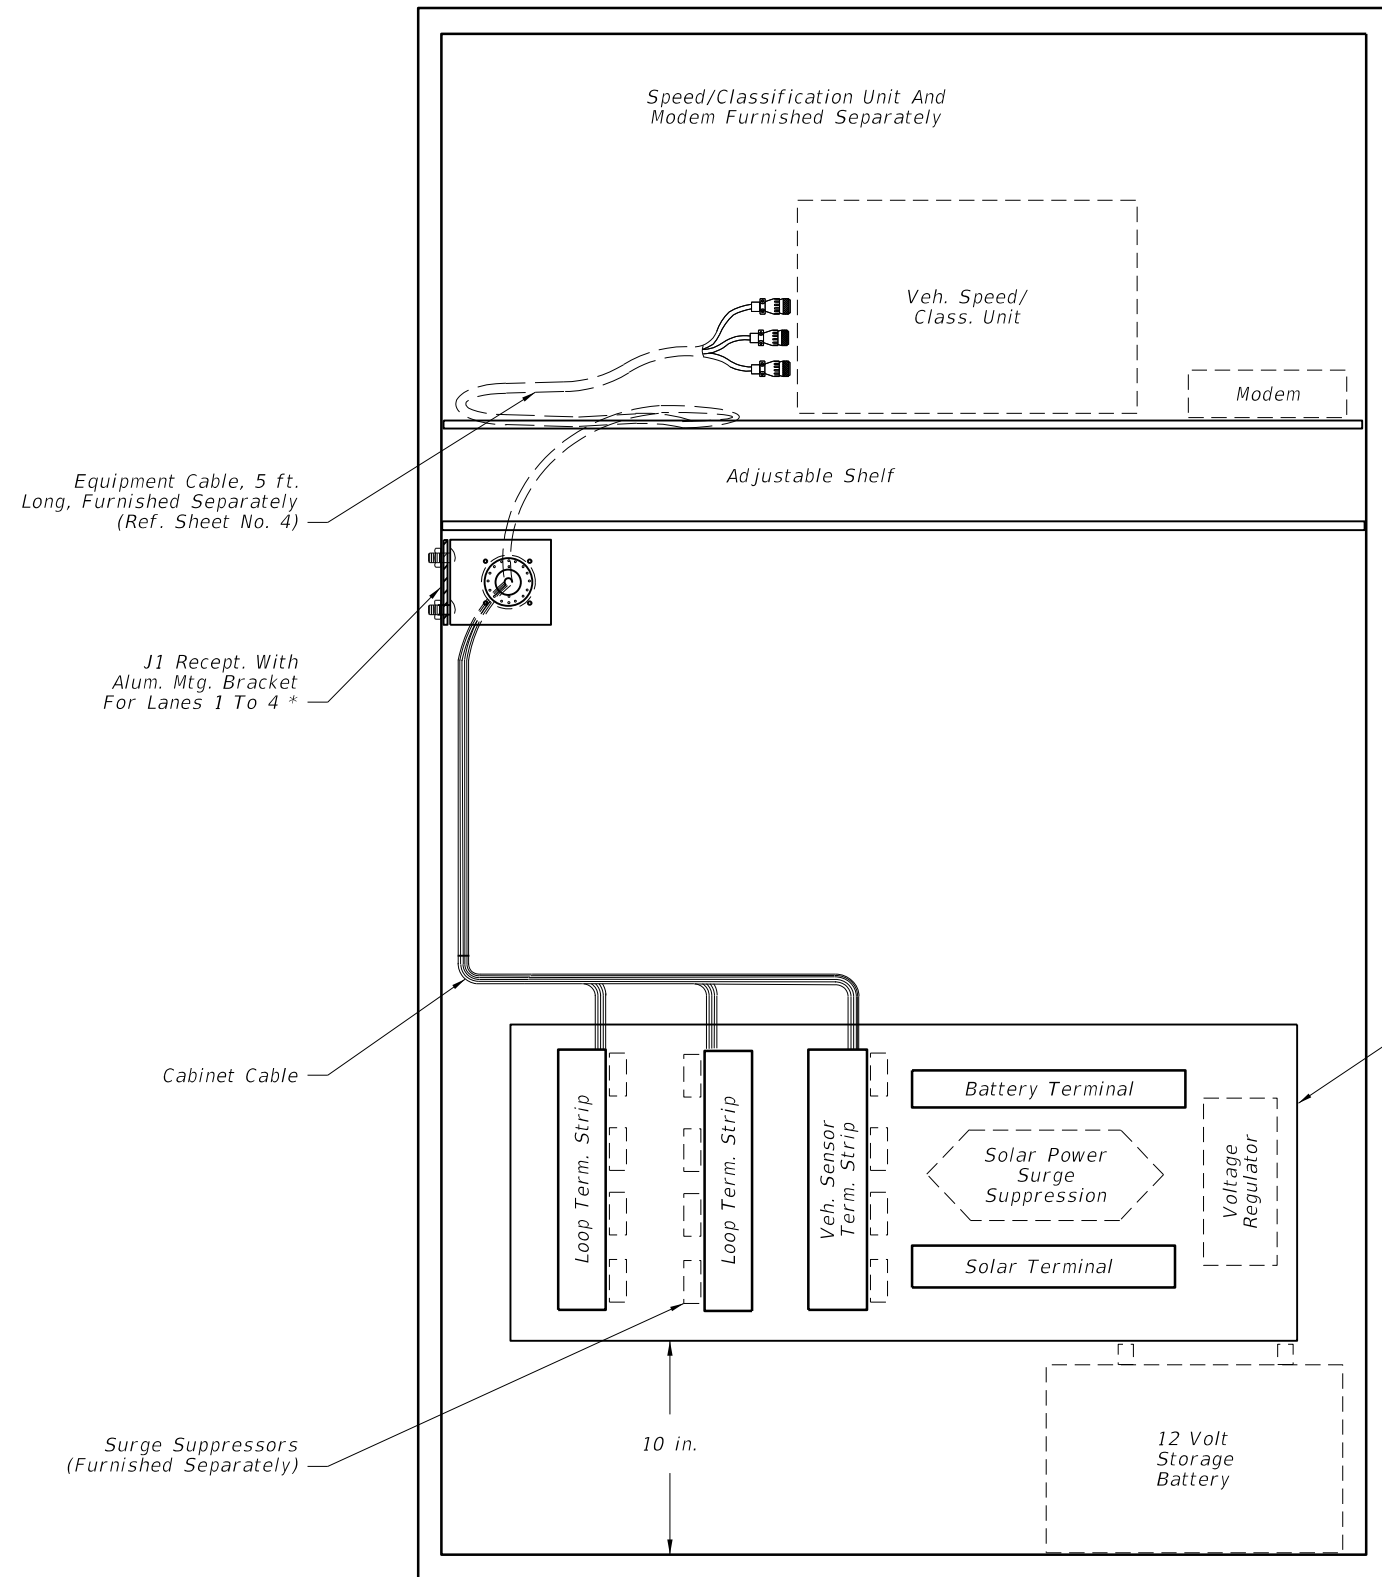 Speed/Classification Unit And
Modem Furnished Separately
Veh. Speed/
Class. Unit
Modem
Equipment Cable, 5 ft.
Long, Furnished Separately
(Ref. Sheet No. 4)
Adjustable Shelf
J1 Recept. With
Alum. Mtg. Bracket
For Lanes 1 To 4 *
Cabinet Cable
Loop Term. Strip
Loop Term. Strip
Veh. Sensor
Term. Strip
Battery Terminal
Solar Power
Surge
Suppression
Solar Terminal
Voltage
Regulator
Surge Suppressors
(Furnished Separately)
10 in.
12 Volt
Storage
Battery